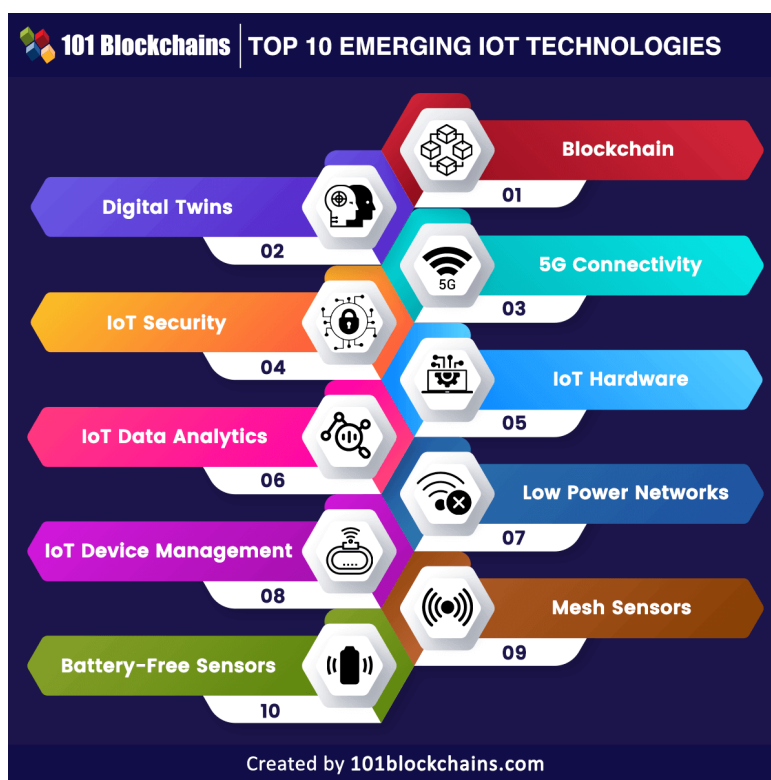 101 Blockchains TOP 10 EMERGING IOT TECHNOLOGIES
Blockchain
01
Digital Twins
02
5G
5G Connectivity
03
IoT Security
04
IoT Hardware
05
IoT Data Analytics
06
Low Power Networks
07
IoT Device Management
08
Mesh Sensors
09
Battery-Free Sensors
10
Created by 101blockchains.com